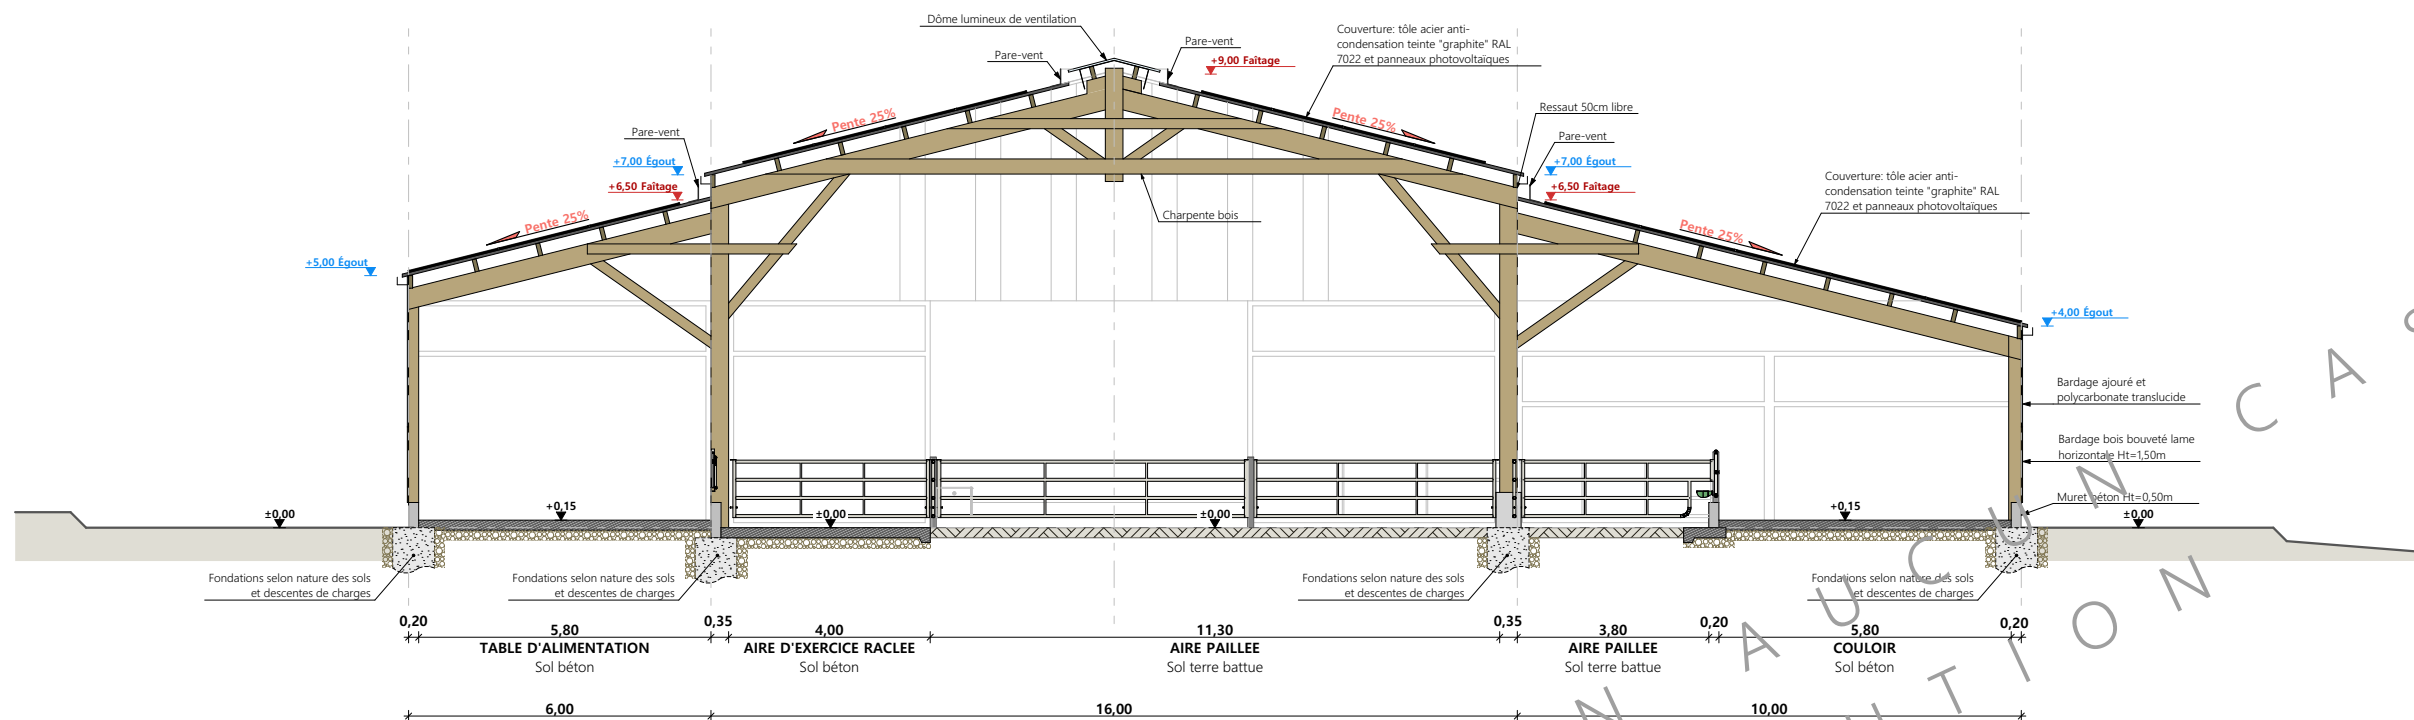 Dôme lumineux de ventilation
Pare-vent
Pare-vent
+9,00 Faîtage
Couverture: tôle acier anti-
condensation teinte "graphite" RAL
7022 et panneaux photovoltaïques
Pente 25%
Pente 25%
Ressaut 50cm libre
Pare-vent
Pare-vent
+7,00 Égout
+6,50 Faîtage
+7,00 Égout
+6,50 Faîtage
Couverture: tôle acier anti-
condensation teinte "graphite" RAL
7022 et panneaux photovoltaïques
Charpente bois
Pente 25%
Pente 25%
+5,00 Égout
+4,00 Égout
Bardage ajouré et
polycarbonate translucide
Bardage bois bouveté lame
horizontale Ht=1,50m
Muret béton Ht=0,50m
±0,00
+0,15
±0,00
±0,00
+0,15
±0,00
Fondations selon nature des sols
et descentes de charges
Fondations selon nature des sols
et descentes de charges
Fondations selon nature des sols
et descentes de charges
Fondations selon nature des sols
et descentes de charges
0,20
5,80
0,35
4,00
11,30
0,35
3,80
0,20
5,80
0,20
TABLE D'ALIMENTATION
Sol béton
AIRE D'EXERCICE RACLEE
Sol béton
AIRE PAILLEE
Sol terre battue
AIRE PAILLEE
Sol terre battue
COULOIR
Sol béton
6,00
16,00
10,00
N AUCUN CAS
UTION